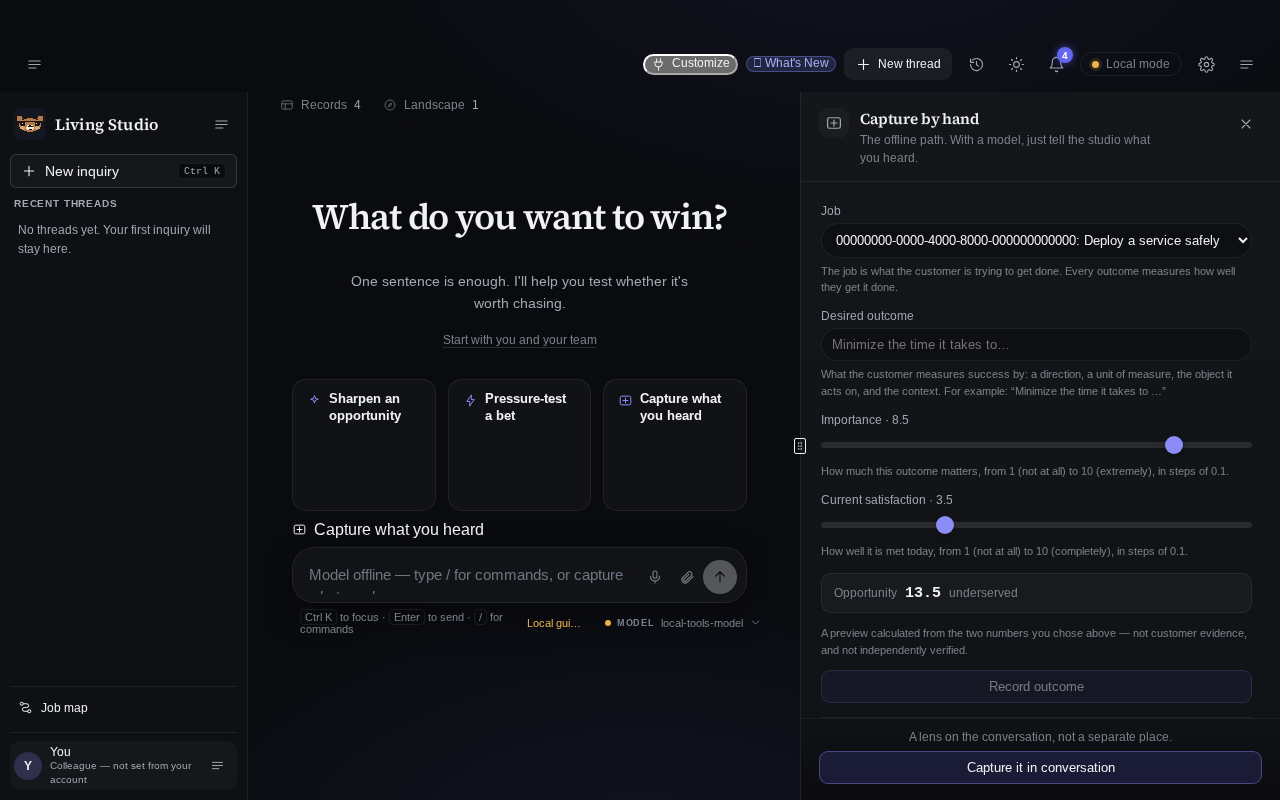 Customize
What's New
New thread
4
Local mode
Living Studio
New inquiry
Ctrl K
RECENT THREADS
No threads yet. Your first inquiry will
stay here.
Job map
Y
You
Colleague — not set from your
account
Records 4
Landscape 1
What do you want to win?
One sentence is enough. I'll help you test whether it's
worth chasing.
Start with you and your team
Sharpen an
opportunity
Pressure-test
a bet
Capture what
you heard
Capture what you heard
Model offline — type / for commands, or capture
Ctrl K to focus · Enter to send · / for
commands
Local gui…
MODEL local-tools-model
Capture by hand
The offline path. With a model, just tell the studio what
you heard.
Job
00000000-0000-4000-8000-000000000000: Deploy a service safely
The job is what the customer is trying to get done. Every outcome measures how well
they get it done.
Desired outcome
Minimize the time it takes to…
What the customer measures success by: a direction, a unit of measure, the object it
acts on, and the context. For example: “Minimize the time it takes to …”
Importance · 8.5
How much this outcome matters, from 1 (not at all) to 10 (extremely), in steps of 0.1.
Current satisfaction · 3.5
How well it is met today, from 1 (not at all) to 10 (completely), in steps of 0.1.
Opportunity 13.5 underserved
A preview calculated from the two numbers you chose above — not customer evidence,
and not independently verified.
Record outcome
A lens on the conversation, not a separate place.
Capture it in conversation